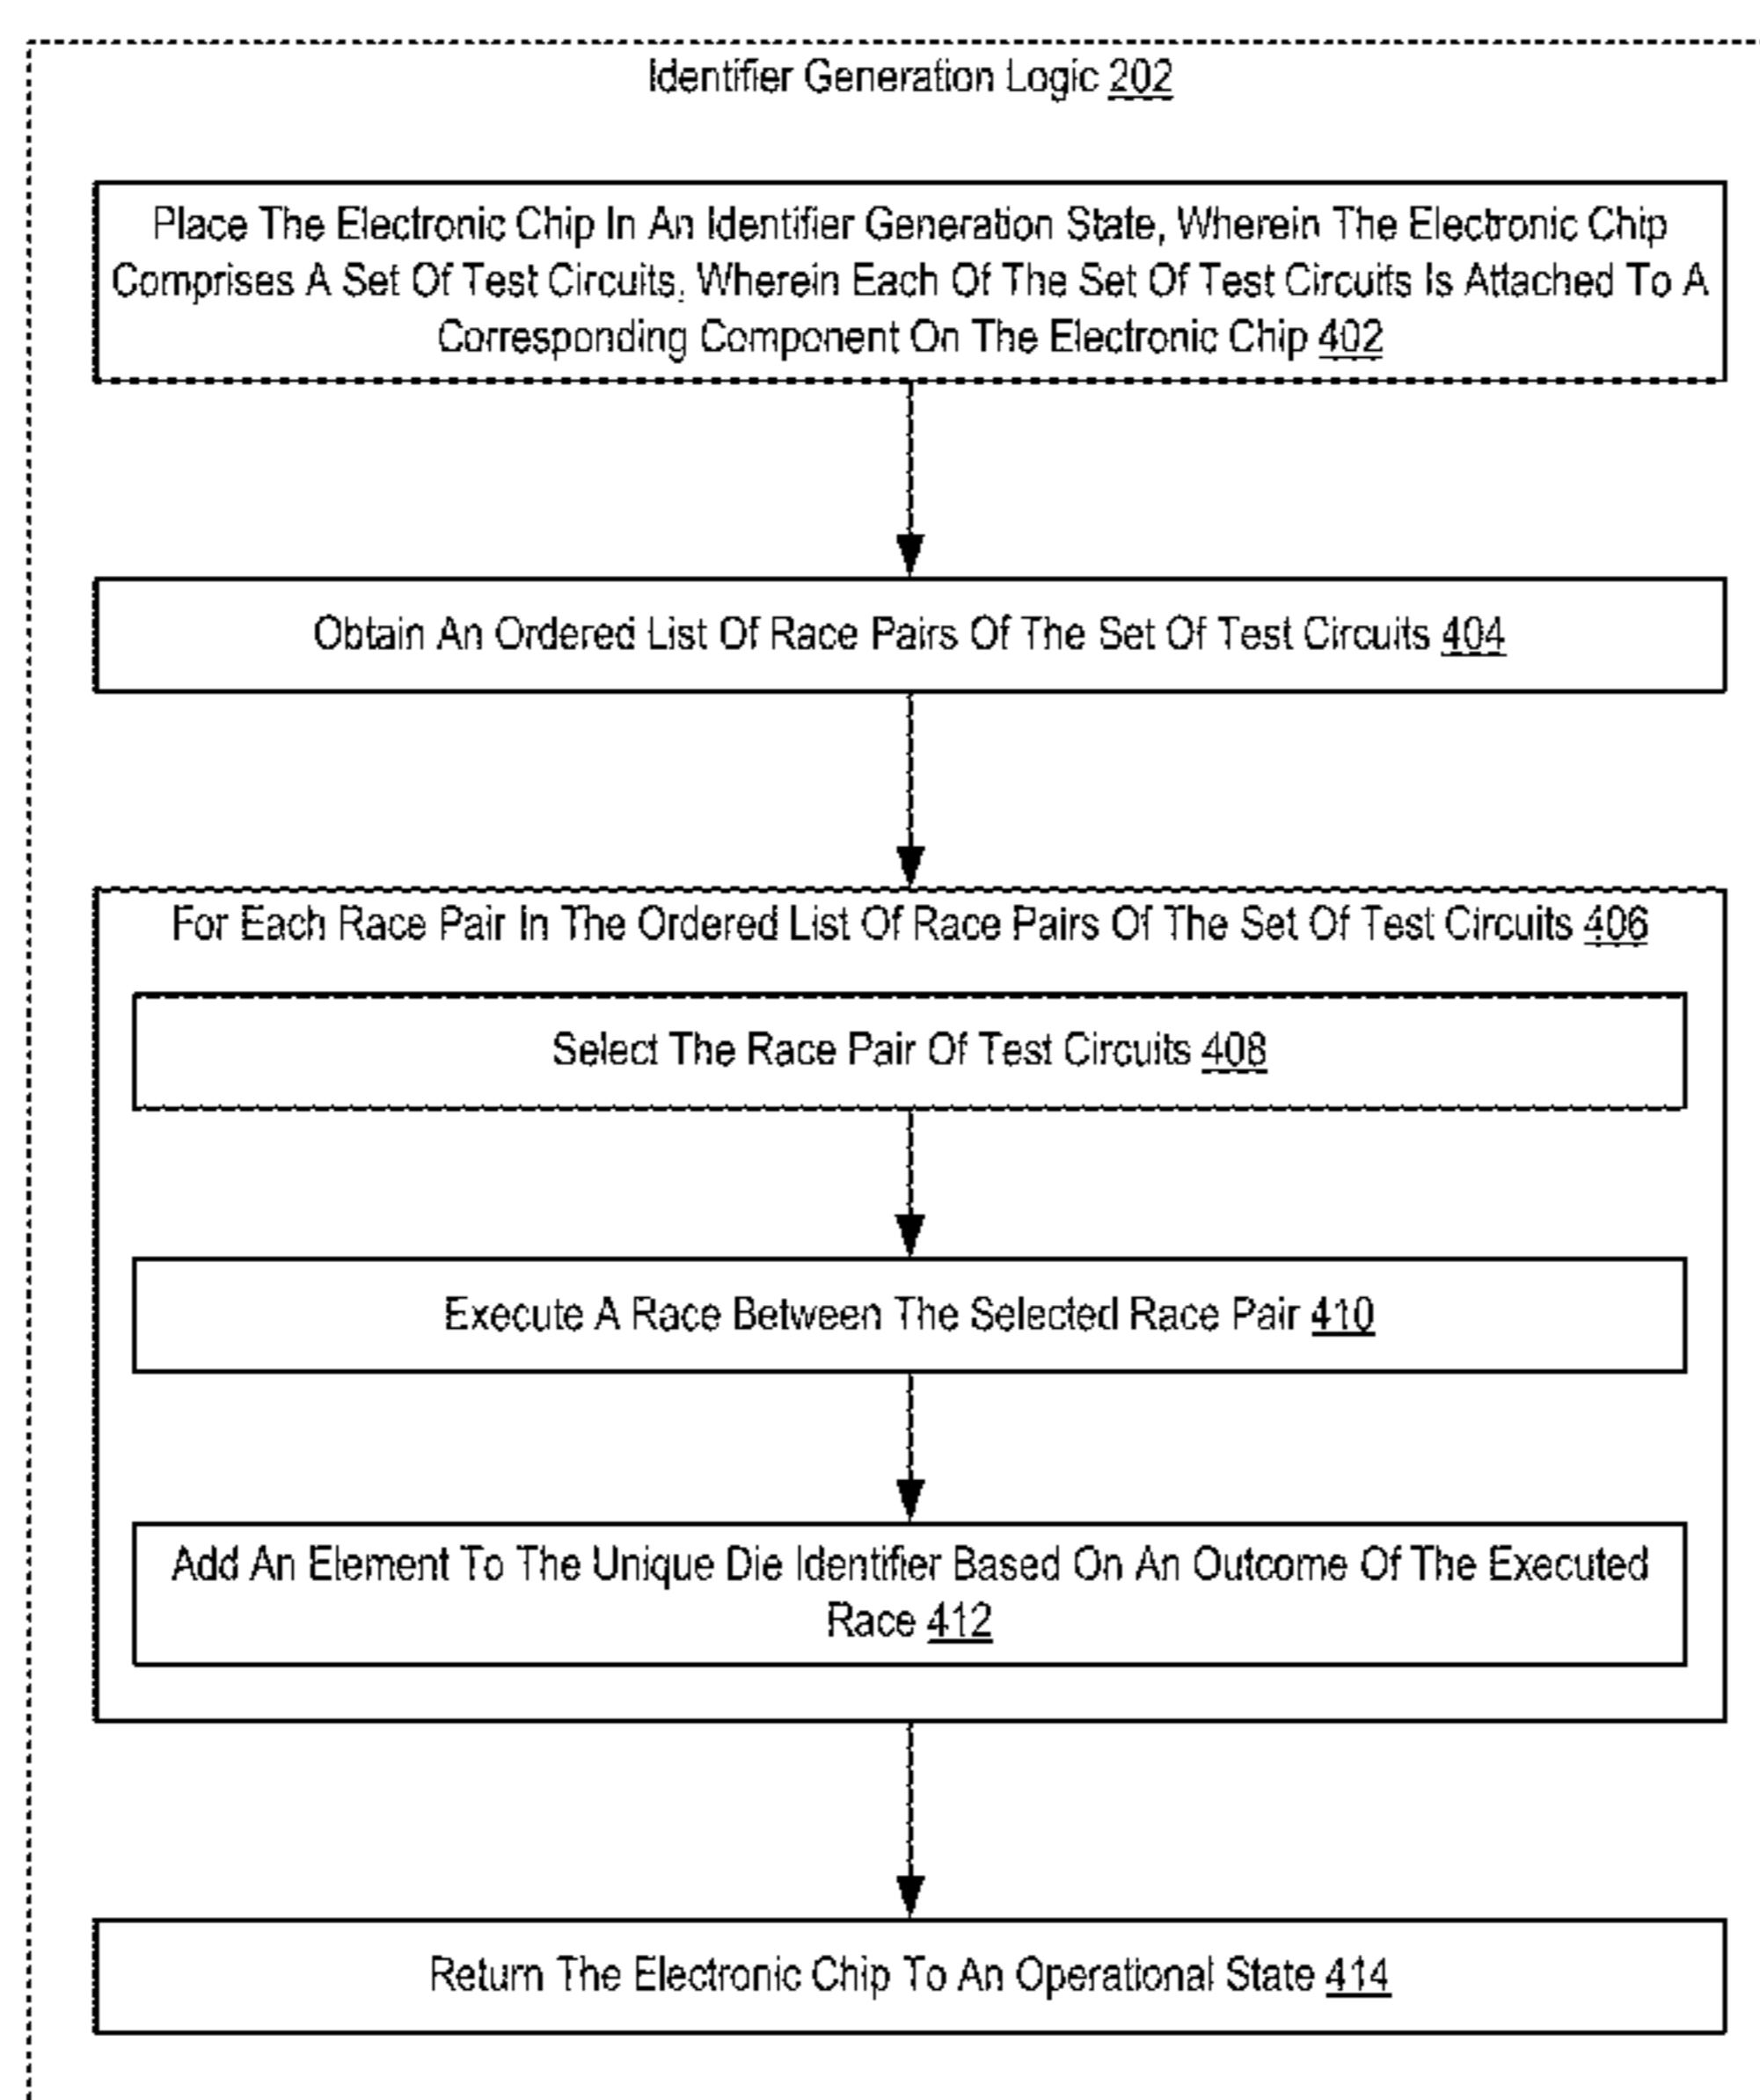 Identifier Generation Logic 202
Place The Electronic Chip In An Identifier Generation State, Wherein The Electronic Chip
Comprises A Set Of Test Circuits, Wherein Each Of The Set Of Test Circuits Is Attached To A
Corresponding Component On The Electronic Chip 402
Obtain An Ordered List Of Race Pairs Of The Set Of Test Circuits 404
For Each Race Pair In The Ordered List Of Race Pairs Of The Set Of Test Circuits 406
Select The Race Pair Of Test Circuits 408
Execute A Race Between The Selected Race Pair 410
Add An Element To The Unique Die Identifier Based On An Outcome Of The Executed
Race 412
Return The Electronic Chip To An Operational State 414